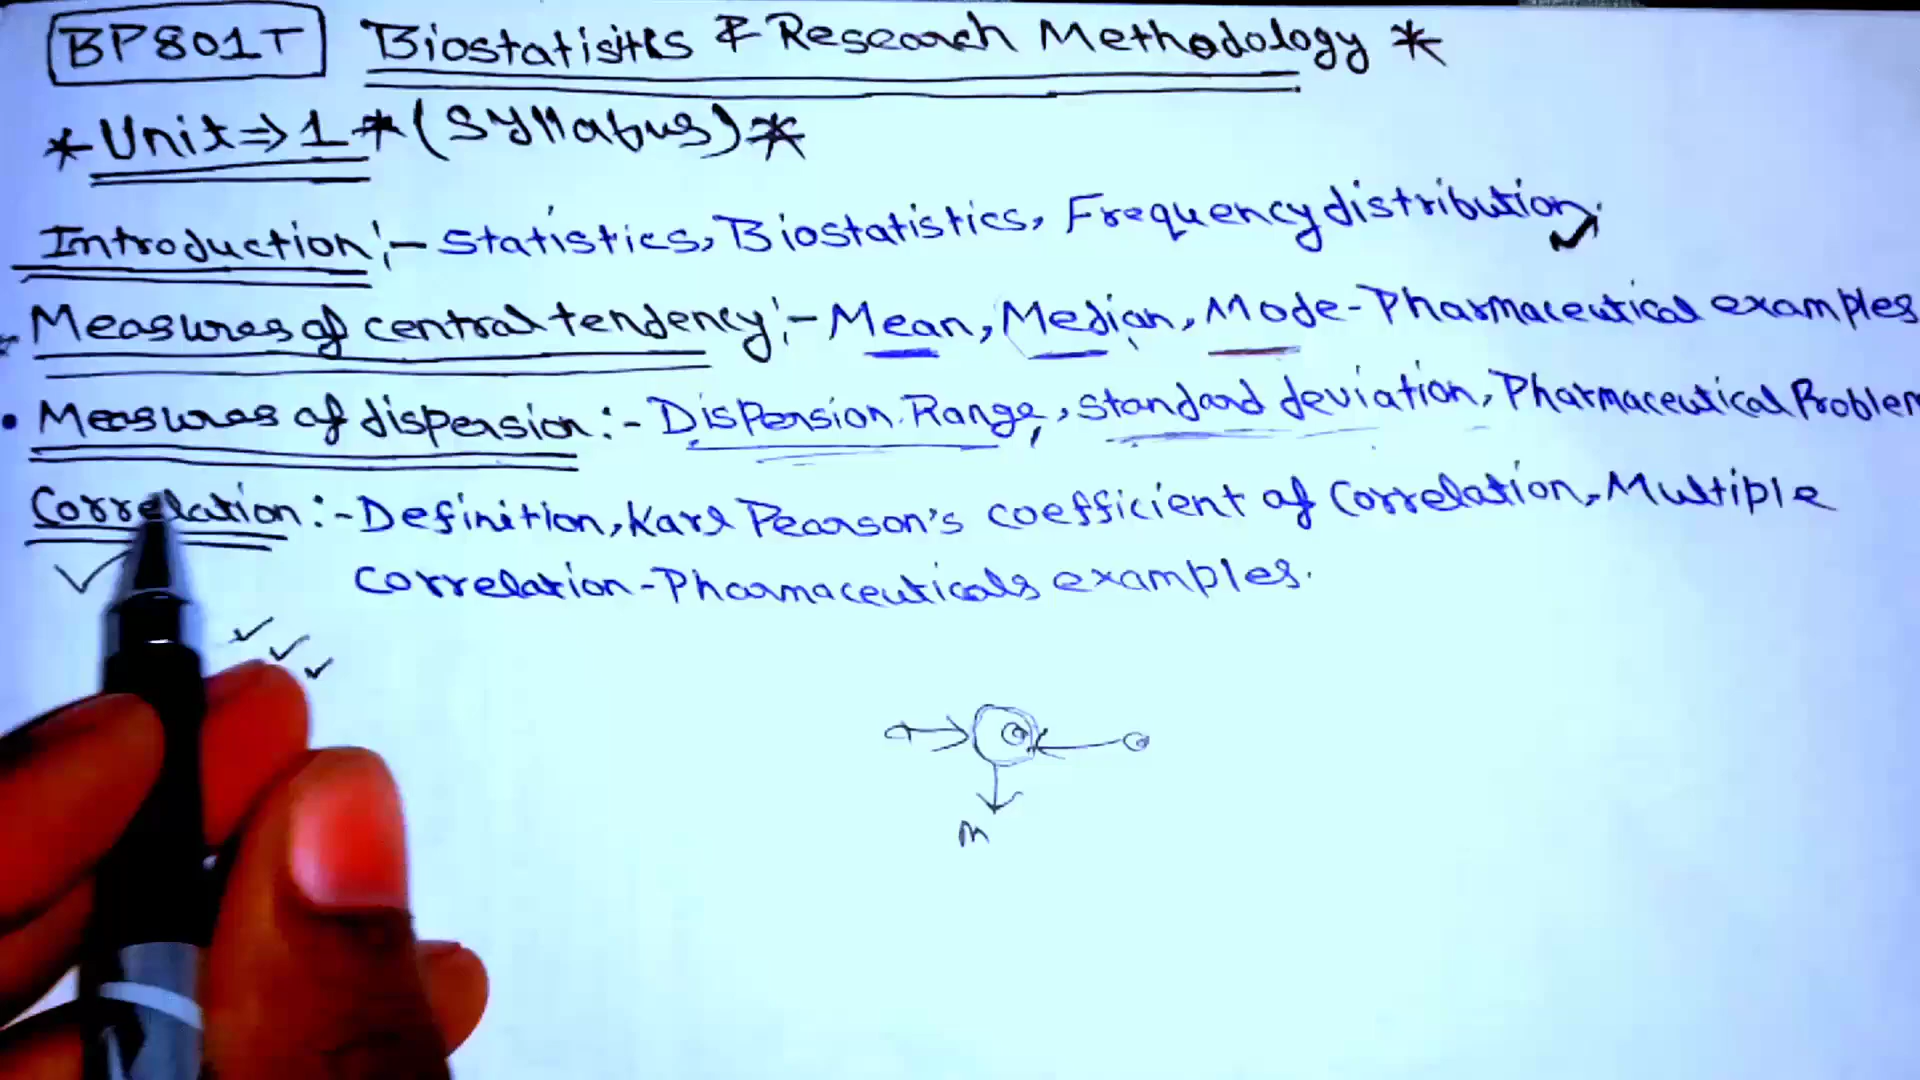 BP801T Biostatisitcs & Research Methodology *
* Unit ⇒ 1 * (Syllabus) *
Introduction :- Statistics, Biostatistics, Frequency distribution.
Measures of central tendency :- Mean, Median, Mode - Pharmaceutical examples
• Measures of dispersion :- Dispersion. Range, Standard deviation, Pharmaceutical Problem
Correlation :- Definition, Karl Pearson's coefficient of Correlation, Multiple
Correlation - Pharmaceuticals examples.
m